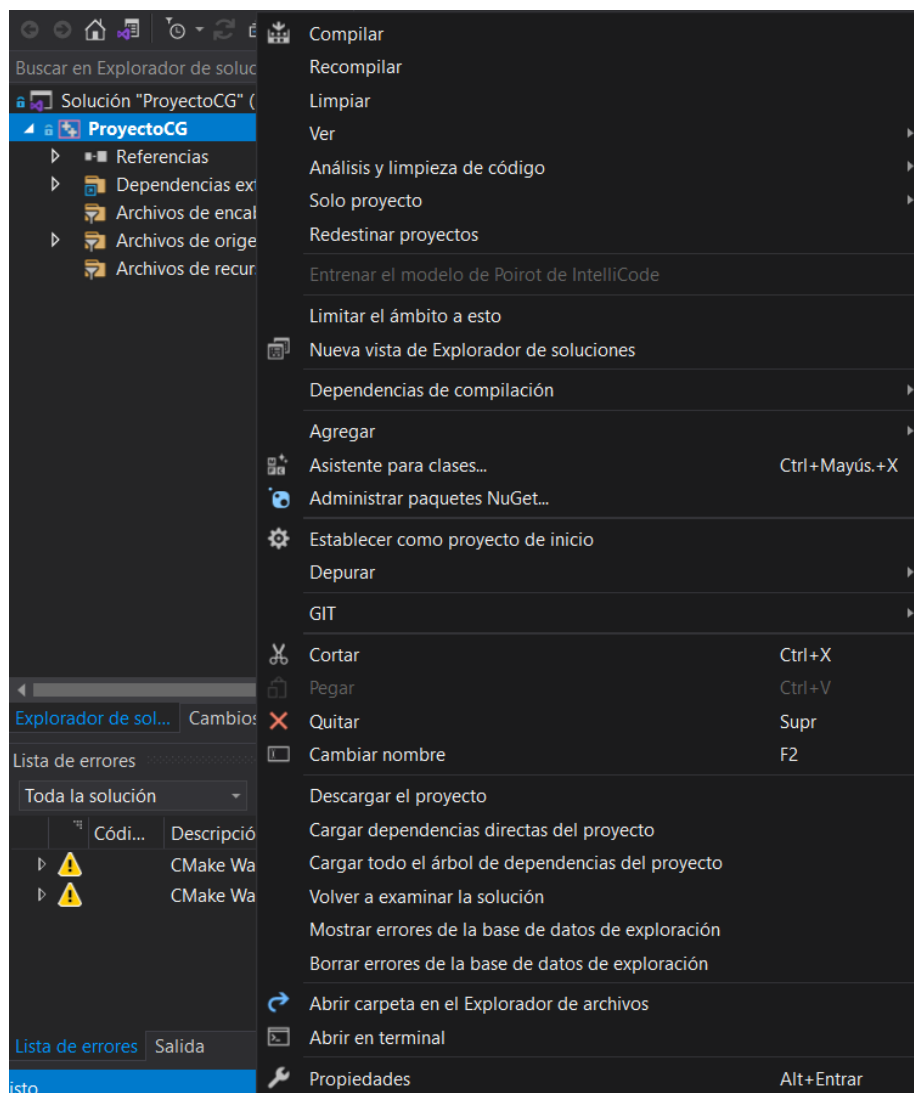 Buscar en Explorador de soluc
Solución "ProyectoCG" (
ProyectoCG
Referencias
Dependencias ext
Archivos de encab
Archivos de orige
Archivos de recur
Explorador de sol... Cambios
Lista de errores
Toda la solución
Códi... Descripció
CMake Wa
CMake Wa
Lista de errores Salida
isto
Compilar
Recompilar
Limpiar
Ver
Análisis y limpieza de código
Solo proyecto
Redestinar proyectos
Entrenar el modelo de Poirot de IntelliCode
Limitar el ámbito a esto
Nueva vista de Explorador de soluciones
Dependencias de compilación
Agregar
Asistente para clases... Ctrl+Mayús.+X
Administrar paquetes NuGet...
Establecer como proyecto de inicio
Depurar
GIT
Cortar Ctrl+X
Pegar Ctrl+V
Quitar Supr
Cambiar nombre F2
Descargar el proyecto
Cargar dependencias directas del proyecto
Cargar todo el árbol de dependencias del proyecto
Volver a examinar la solución
Mostrar errores de la base de datos de exploración
Borrar errores de la base de datos de exploración
Abrir carpeta en el Explorador de archivos
Abrir en terminal
Propiedades Alt+Entrar